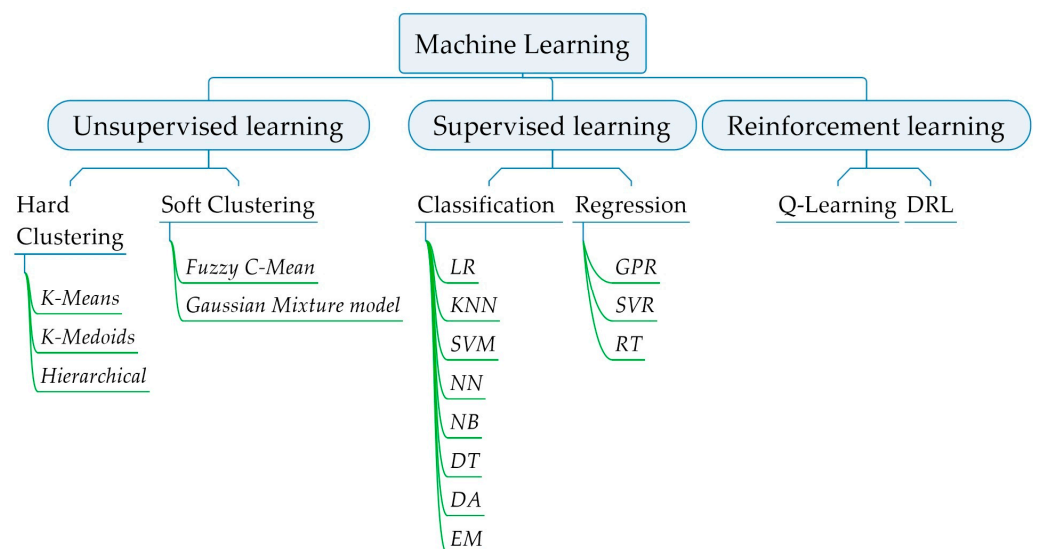 Machine Learning
Unsupervised learning
Supervised learning
Reinforcement learning
Hard
Clustering
K-Means
K-Medoids
Hierarchical
Soft Clustering
Fuzzy C-Mean
Gaussian Mixture model
Classification
LR
KNN
SVM
NN
NB
DT
DA
EM
Regression
GPR
SVR
RT
Q-Learning
DRL